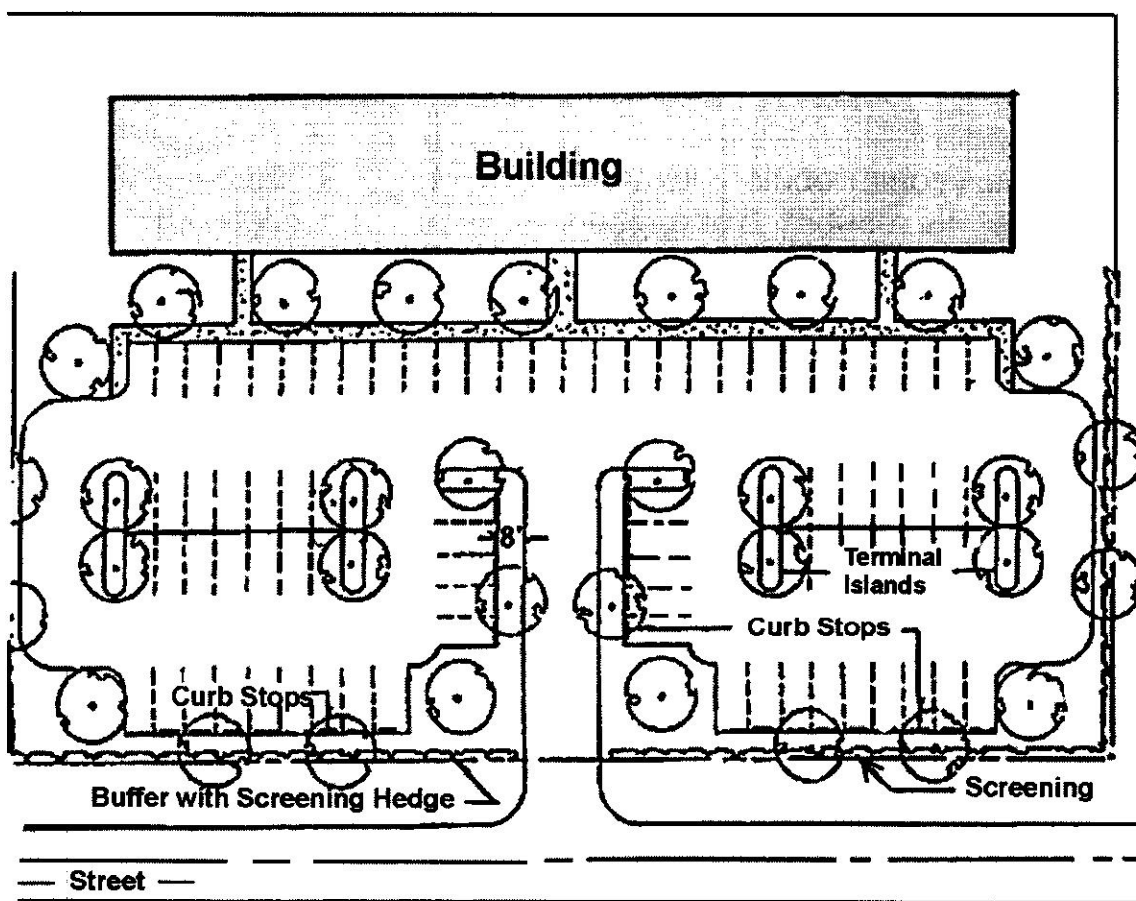 Building
8'
Terminal
Islands
Curb Stops
Curb Stops
Buffer with Screening Hedge
Screening
Street